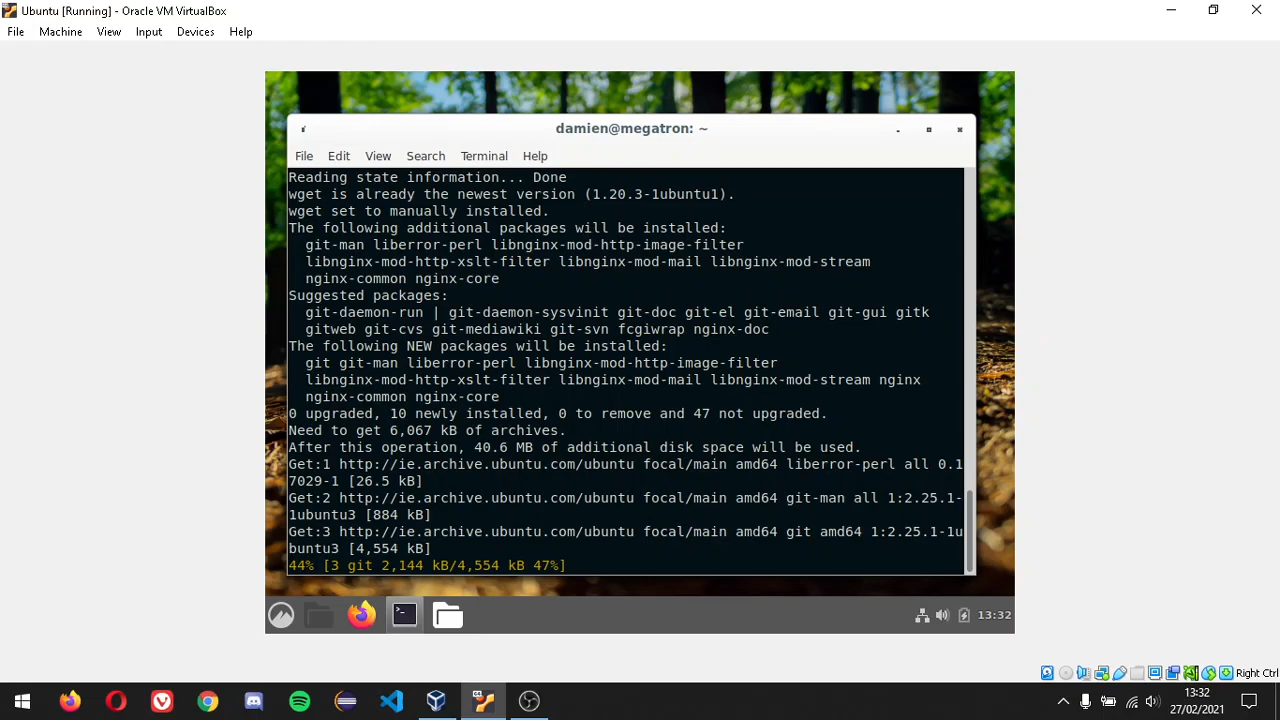 Ubuntu [Running] - Oracle VM VirtualBox
File Machine View Input Devices Help
damien@megatron: ~
File Edit View Search Terminal Help
Reading state information... Done
wget is already the newest version (1.20.3-1ubuntu1).
wget set to manually installed.
The following additional packages will be installed:
git-man liberror-perl libnginx-mod-http-image-filter
libnginx-mod-http-xslt-filter libnginx-mod-mail libnginx-mod-stream
nginx-common nginx-core
Suggested packages:
git-daemon-run | git-daemon-sysvinit git-doc git-el git-email git-gui gitk
gitweb git-cvs git-mediawiki git-svn fcgiwrap nginx-doc
The following NEW packages will be installed:
git git-man liberror-perl libnginx-mod-http-image-filter
libnginx-mod-http-xslt-filter libnginx-mod-mail libnginx-mod-stream nginx
nginx-common nginx-core
0 upgraded, 10 newly installed, 0 to remove and 47 not upgraded.
Need to get 6,067 kB of archives.
After this operation, 40.6 MB of additional disk space will be used.
Get:1 http://ie.archive.ubuntu.com/ubuntu focal/main amd64 liberror-perl all 0.1
7029-1 [26.5 kB]
Get:2 http://ie.archive.ubuntu.com/ubuntu focal/main amd64 git-man all 1:2.25.1-
1ubuntu3 [884 kB]
Get:3 http://ie.archive.ubuntu.com/ubuntu focal/main amd64 git amd64 1:2.25.1-1u
buntu3 [4,554 kB]
44% [3 git 2,144 kB/4,554 kB 47%]
13:32
Right Ctrl
13:32
27/02/2021